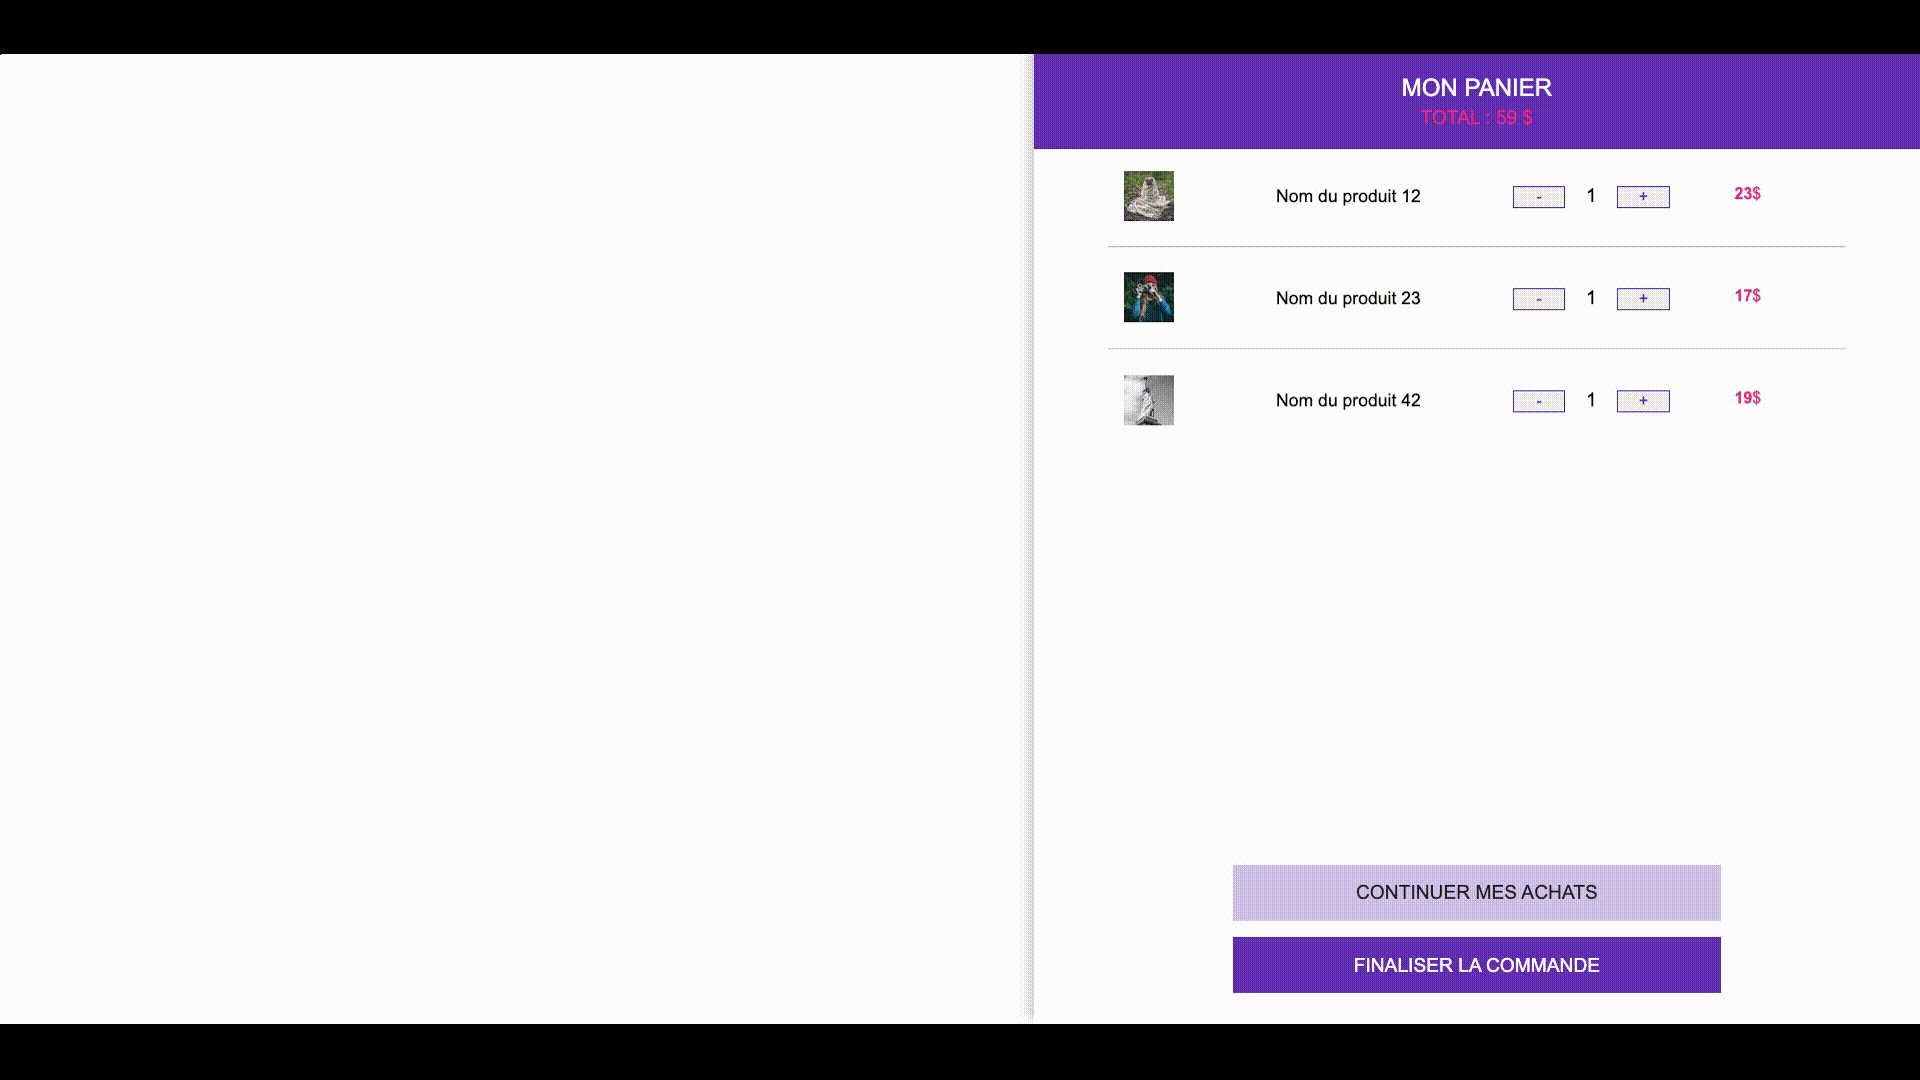 MON PANIER
TOTAL : 59 $
Nom du produit 12 - 1 + 23$
Nom du produit 23 - 1 + 17$
Nom du produit 42 - 1 + 19$
CONTINUER MES ACHATS
FINALISER LA COMMANDE